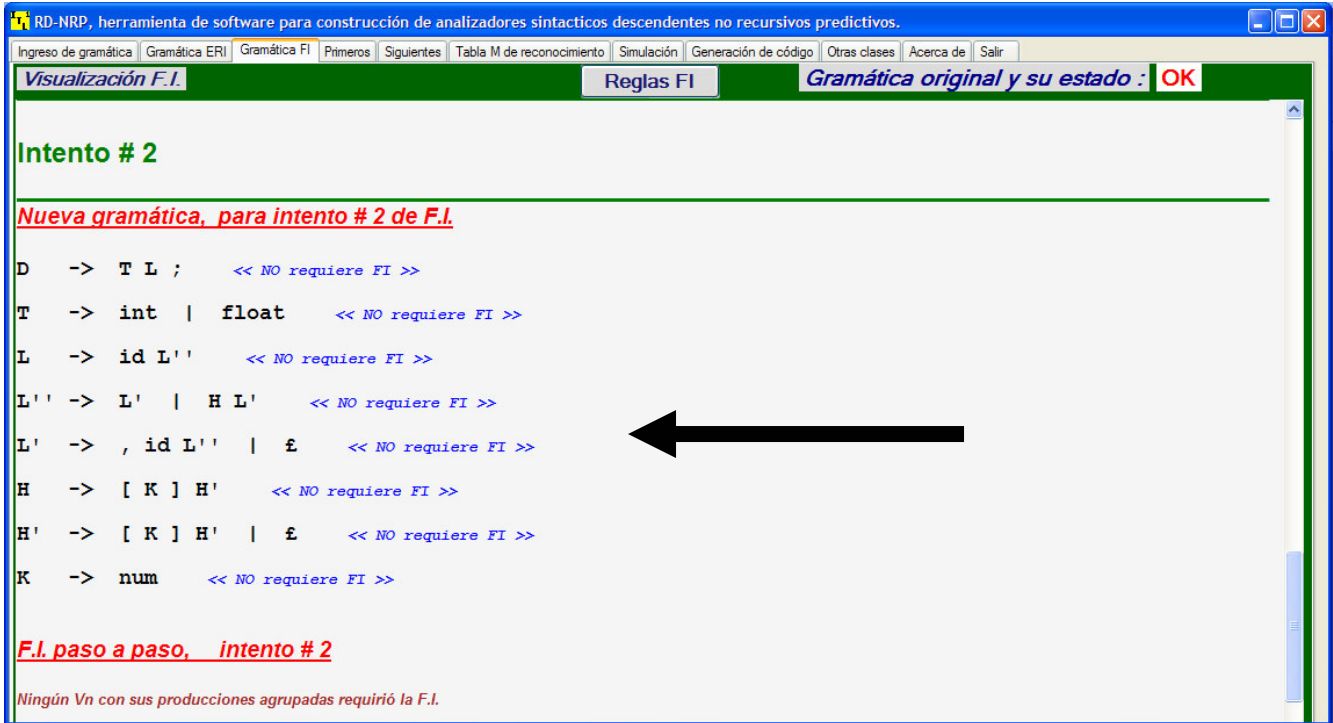 RD-NRP, herramienta de software para construcción de analizadores sintacticos descendentes no recursivos predictivos.
Ingreso de gramática Gramática ERI Gramática FI Primeros Siguientes Tabla M de reconocimiento Simulación Generación de código Otras clases Acerca de Salir
Visualización F.I. Reglas FI Gramática original y su estado : OK
Intento # 2
Nueva gramática, para intento # 2 de F.I.
D -> T L ; << NO requiere FI >>
T -> int | float << NO requiere FI >>
L -> id L'' << NO requiere FI >>
L'' -> L' | H L' << NO requiere FI >>
L' -> , id L'' | £ << NO requiere FI >>
H -> [ K ] H' << NO requiere FI >>
H' -> [ K ] H' | £ << NO requiere FI >>
K -> num << NO requiere FI >>
F.I. paso a paso, intento # 2
Ningún Vn con sus producciones agrupadas requirió la F.I.